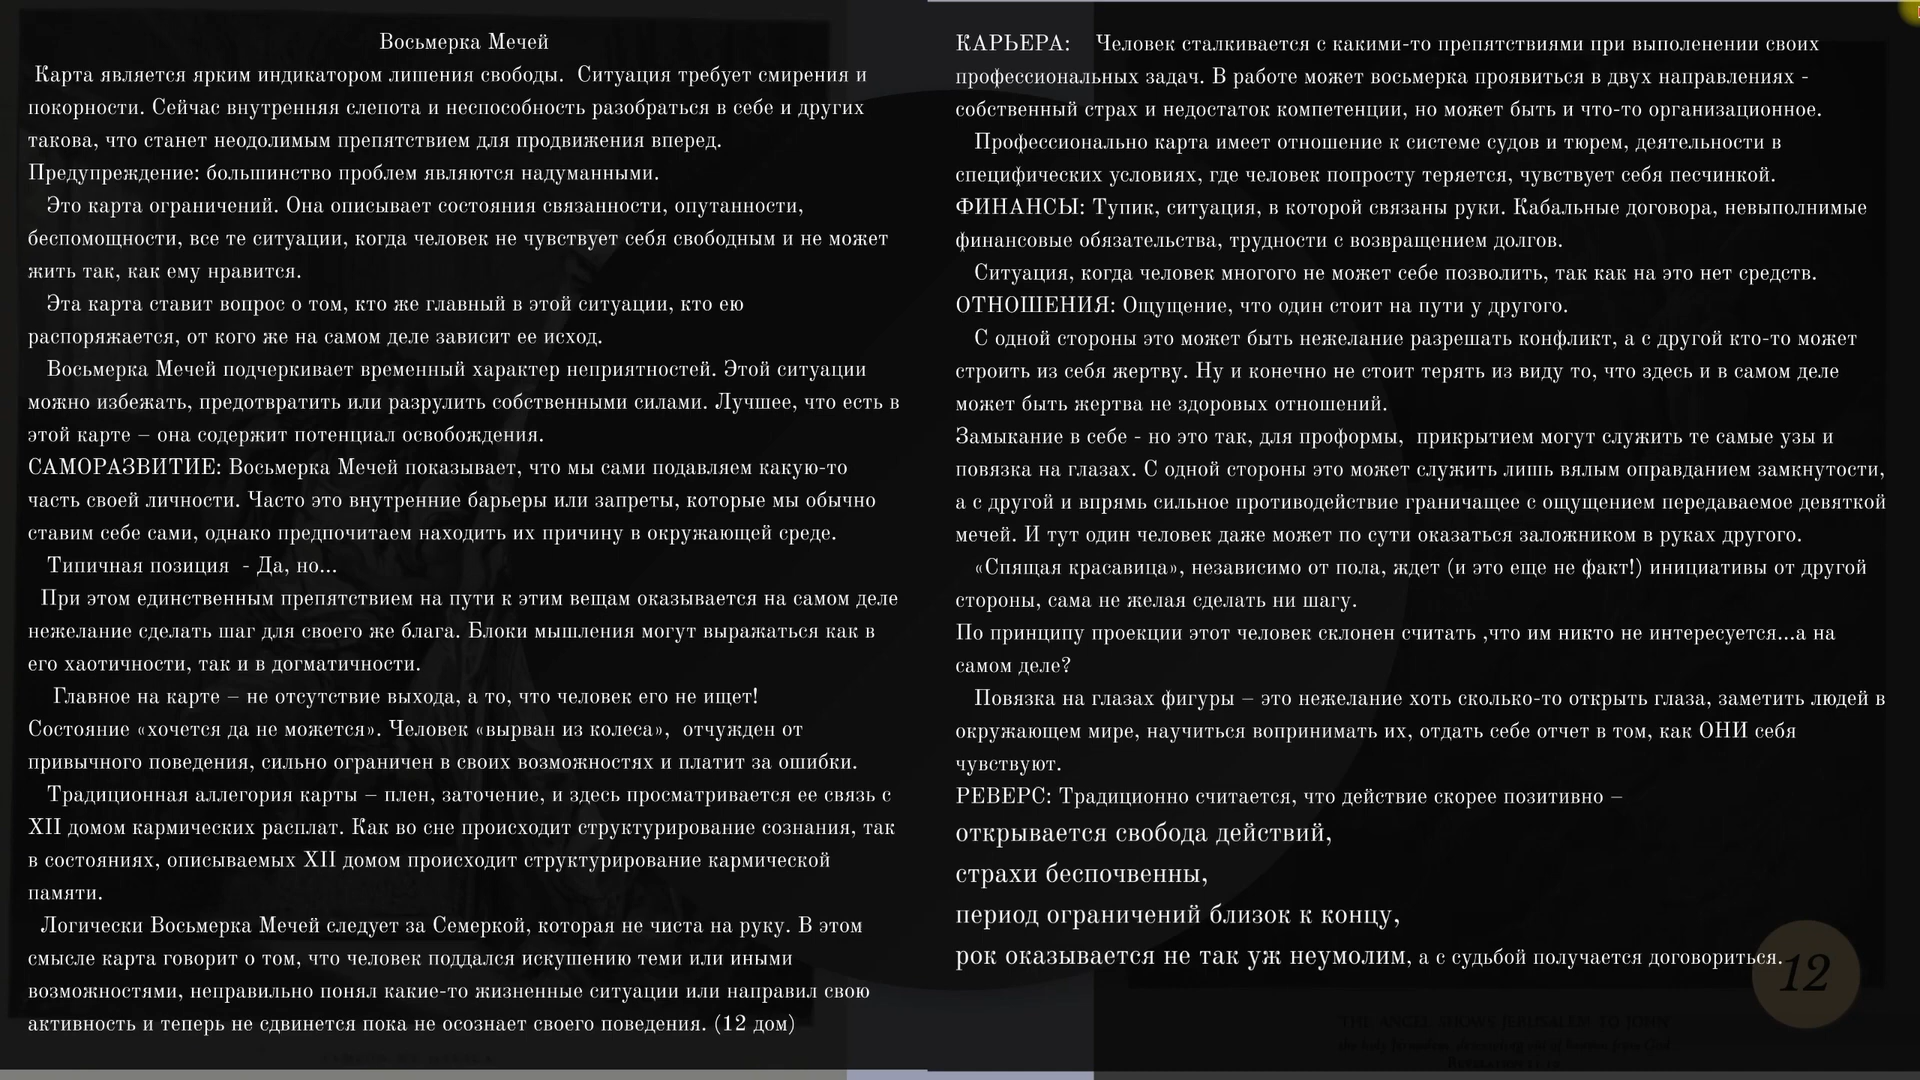 Восьмерка Мечей
Карта является ярким индикатором лишения свободы. Ситуация требует смирения и
покорности. Сейчас внутренняя слепота и неспособность разобраться в себе и других
такова, что станет неодолимым препятствием для продвижения вперед.
Предупреждение: большинство проблем являются надуманными.
Это карта ограничений. Она описывает состояния связанности, опутанности,
беспомощности, все те ситуации, когда человек не чувствует себя свободным и не может
жить так, как ему нравится.
Эта карта ставит вопрос о том, кто же главный в этой ситуации, кто ею
распоряжается, от кого же на самом деле зависит ее исход.
Восьмерка Мечей подчеркивает временный характер неприятностей. Этой ситуации
можно избежать, предотвратить или разрулить собственными силами. Лучшее, что есть в
этой карте – она содержит потенциал освобождения.
САМОРАЗВИТИЕ: Восьмерка Мечей показывает, что мы сами подавляем какую-то
часть своей личности. Часто это внутренние барьеры или запреты, которые мы обычно
ставим себе сами, однако предпочитаем находить их причину в окружающей среде.
Типичная позиция - Да, но...
При этом единственным препятствием на пути к этим вещам оказывается на самом деле
нежелание сделать шаг для своего же блага. Блоки мышления могут выражаться как в
его хаотичности, так и в догматичности.
Главное на карте – не отсутствие выхода, а то, что человек его не ищет!
Состояние «хочется да не можется». Человек «вырван из колеса», отчужден от
привычного поведения, сильно ограничен в своих возможностях и платит за ошибки.
Традиционная аллегория карты – плен, заточение, и здесь просматривается ее связь с
XII домом кармических расплат. Как во сне происходит структурирование сознания, так
в состояниях, описываемых XII домом происходит структурирование кармической
памяти.
Логически Восьмерка Мечей следует за Семеркой, которая не чиста на руку. В этом
смысле карта говорит о том, что человек поддался искушению теми или иными
возможностями, неправильно понял какие-то жизненные ситуации или направил свою
активность и теперь не сдвинется пока не осознает своего поведения. (12 дом)
КАРЬЕРА: Человек сталкивается с какими-то препятствиями при выполенении своих
профессиональных задач. В работе может восьмерка проявиться в двух направлениях -
собственный страх и недостаток компетенции, но может быть и что-то организационное.
Профессионально карта имеет отношение к системе судов и тюрем, деятельности в
специфических условиях, где человек попросту теряется, чувствует себя песчинкой.
ФИНАНСЫ: Тупик, ситуация, в которой связаны руки. Кабальные договора, невыполнимые
финансовые обязательства, трудности с возвращением долгов.
Ситуация, когда человек многого не может себе позволить, так как на это нет средств.
ОТНОШЕНИЯ: Ощущение, что один стоит на пути у другого.
С одной стороны это может быть нежелание разрешать конфликт, а с другой кто-то может
строить из себя жертву. Ну и конечно не стоит терять из виду то, что здесь и в самом деле
может быть жертва не здоровых отношений.
Замыкание в себе - но это так, для проформы, прикрытием могут служить те самые узы и
повязка на глазах. С одной стороны это может служить лишь вялым оправданием замкнутости,
а с другой и впрямь сильное противодействие граничащее с ощущением передаваемое девяткой
мечей. И тут один человек даже может по сути оказаться заложником в руках другого.
«Спящая красавица», независимо от пола, ждет (и это еще не факт!) инициативы от другой
стороны, сама не желая сделать ни шагу.
По принципу проекции этот человек склонен считать ,что им никто не интересуется...а на
самом деле?
Повязка на глазах фигуры – это нежелание хоть сколько-то открыть глаза, заметить людей в
окружающем мире, научиться вопринимать их, отдать себе отчет в том, как ОНИ себя
чувствуют.
РЕВЕРС: Традиционно считается, что действие скорее позитивно –
открывается свобода действий,
страхи беспочвенны,
период ограничений близок к концу,
рок оказывается не так уж неумолим, а с судьбой получается договориться.
12
THE ANGEL SHOWS JERUSALEM TO JOHN